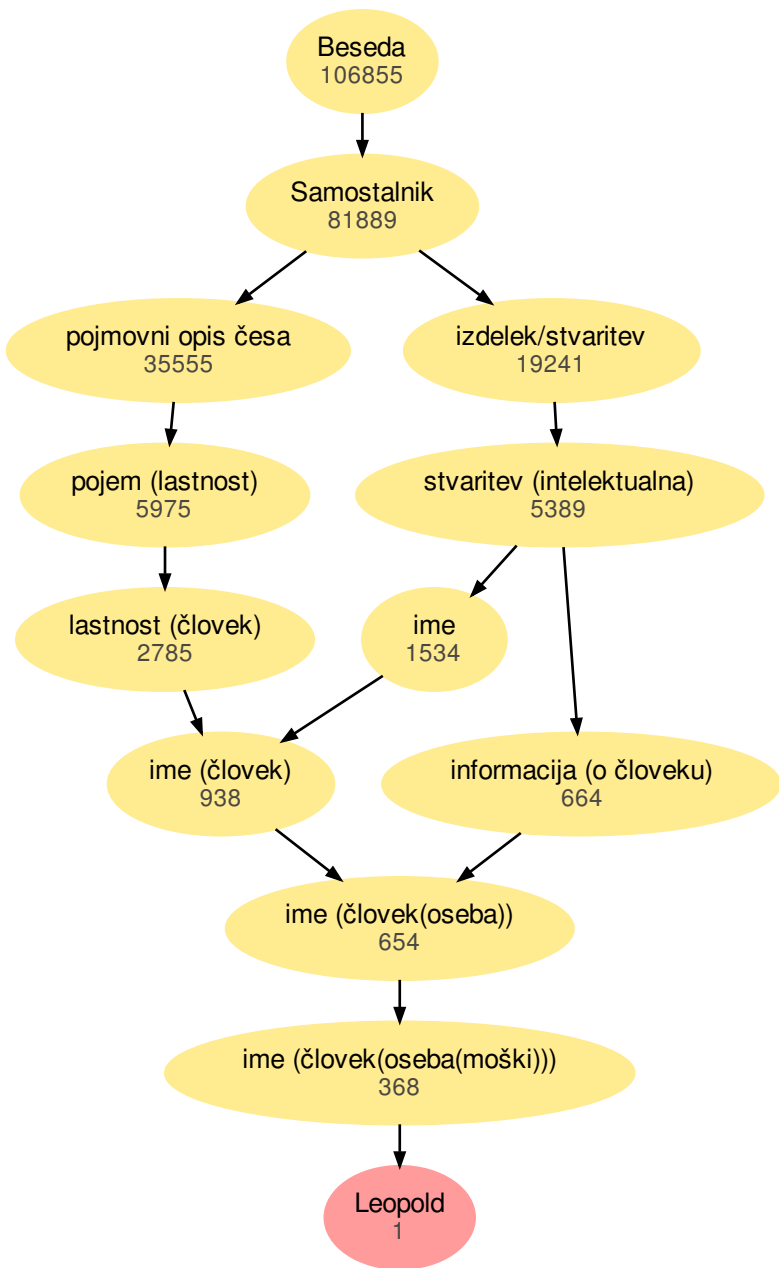 Beseda
106855
Samostalnik
81889
pojmovni opis česa
35555
izdelek/stvaritev
19241
pojem (lastnost)
5975
stvaritev (intelektualna)
5389
lastnost (človek)
2785
ime
1534
ime (človek)
938
informacija (o človeku)
664
ime (človek(oseba))
654
ime (človek(oseba(moški)))
368
Leopold
1